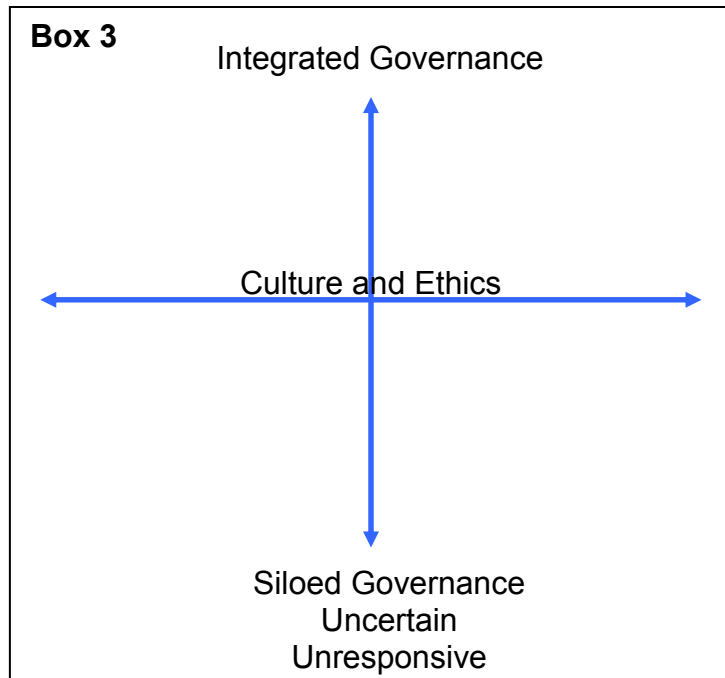 Box 3
Integrated Governance
Culture and Ethics
Siloed Governance
Uncertain
Unresponsive